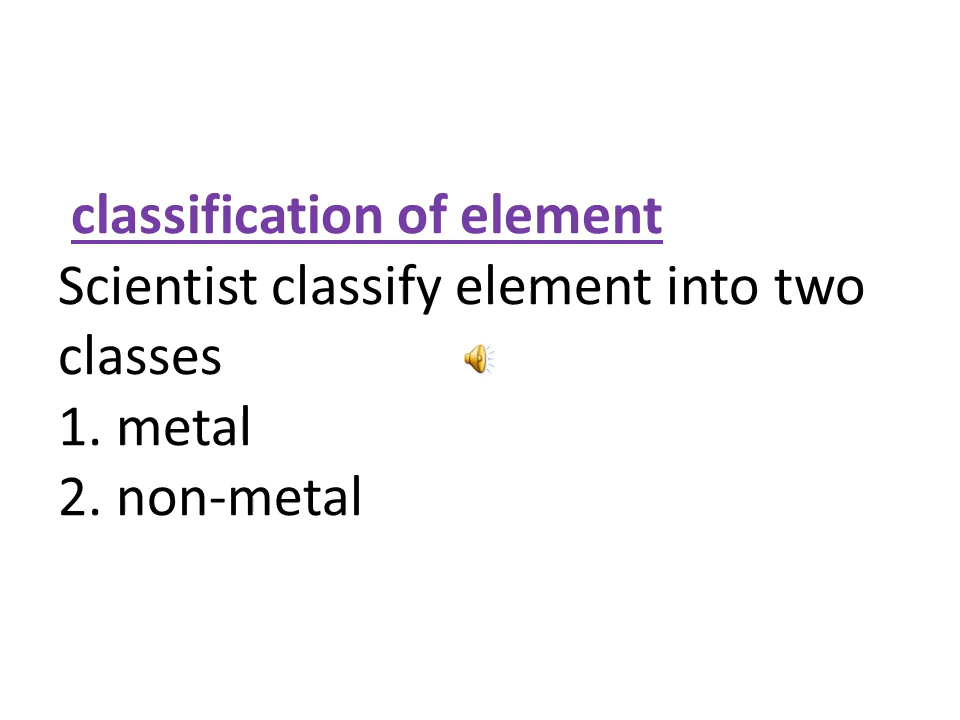 classification of element
Scientist classify element into two
classes
1. metal
2. non-metal